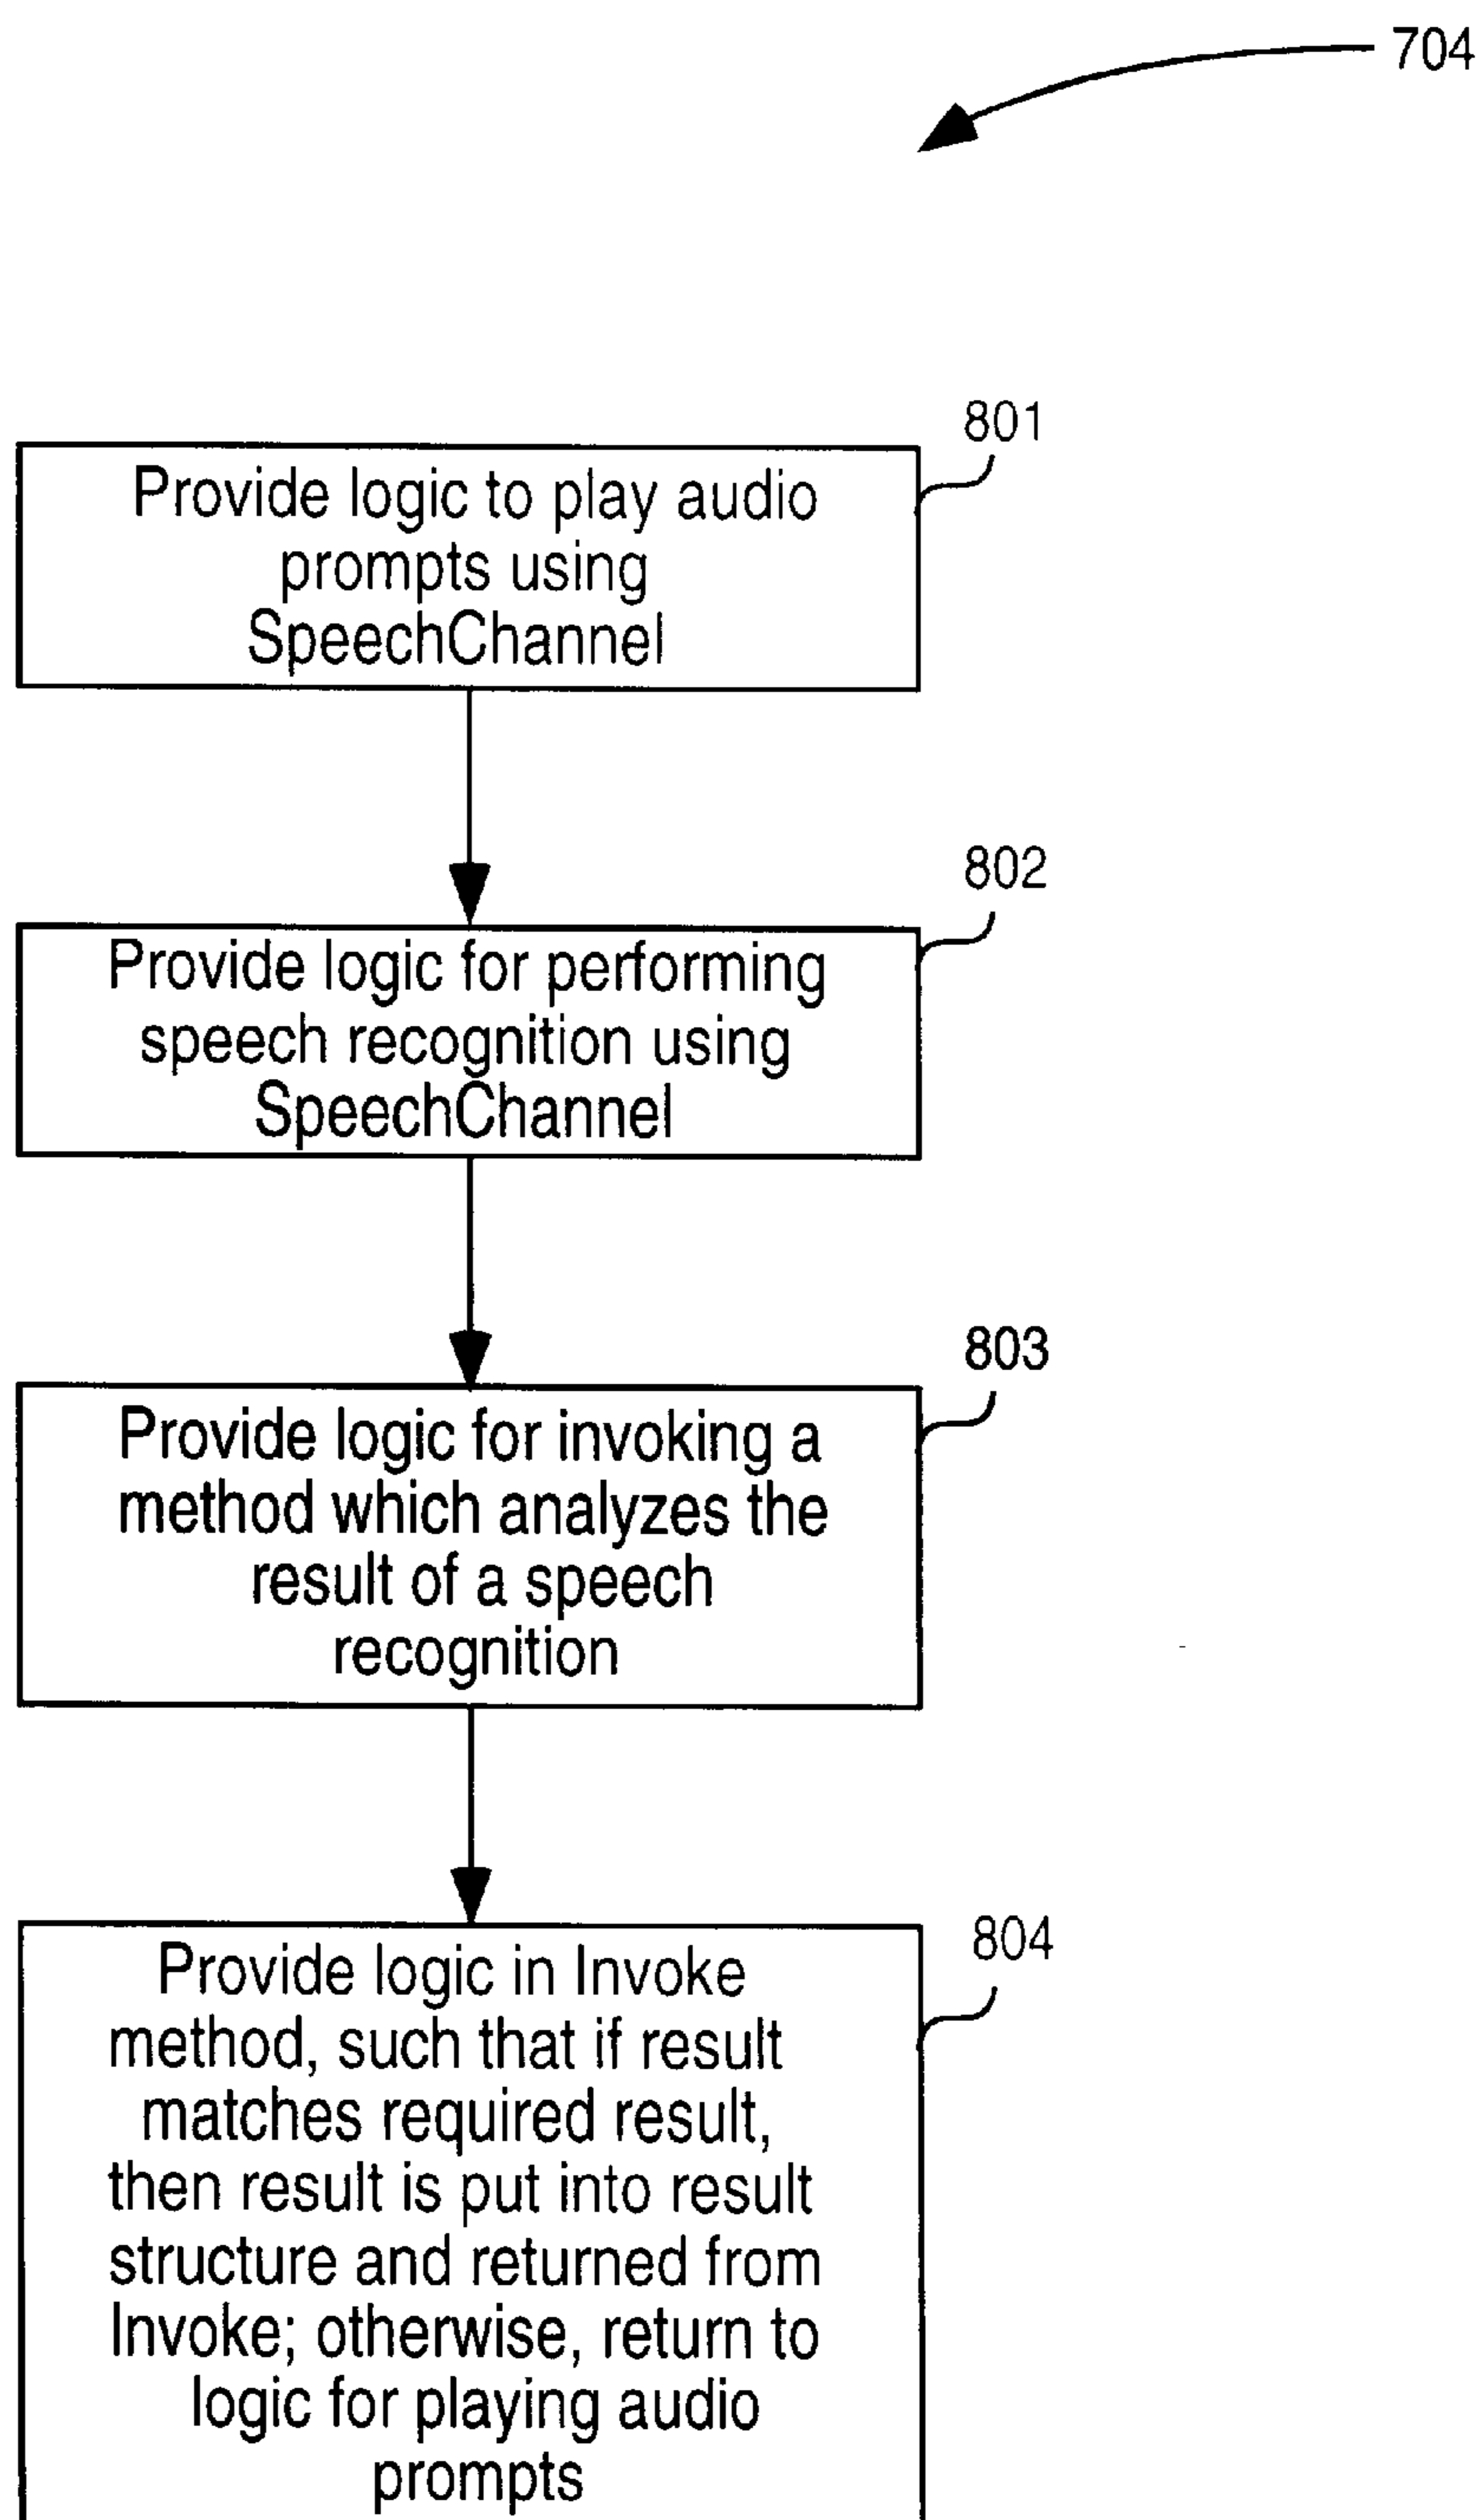 704
801
Provide logic to play audio
prompts using
SpeechChannel
802
Provide logic for performing
speech recognition using
SpeechChannel
803
Provide logic for invoking a
method which analyzes the
result of a speech
recognition
804
Provide logic in Invoke
method, such that if result
matches required result,
then result is put into result
structure and returned from
Invoke; otherwise, return to
logic for playing audio
prompts